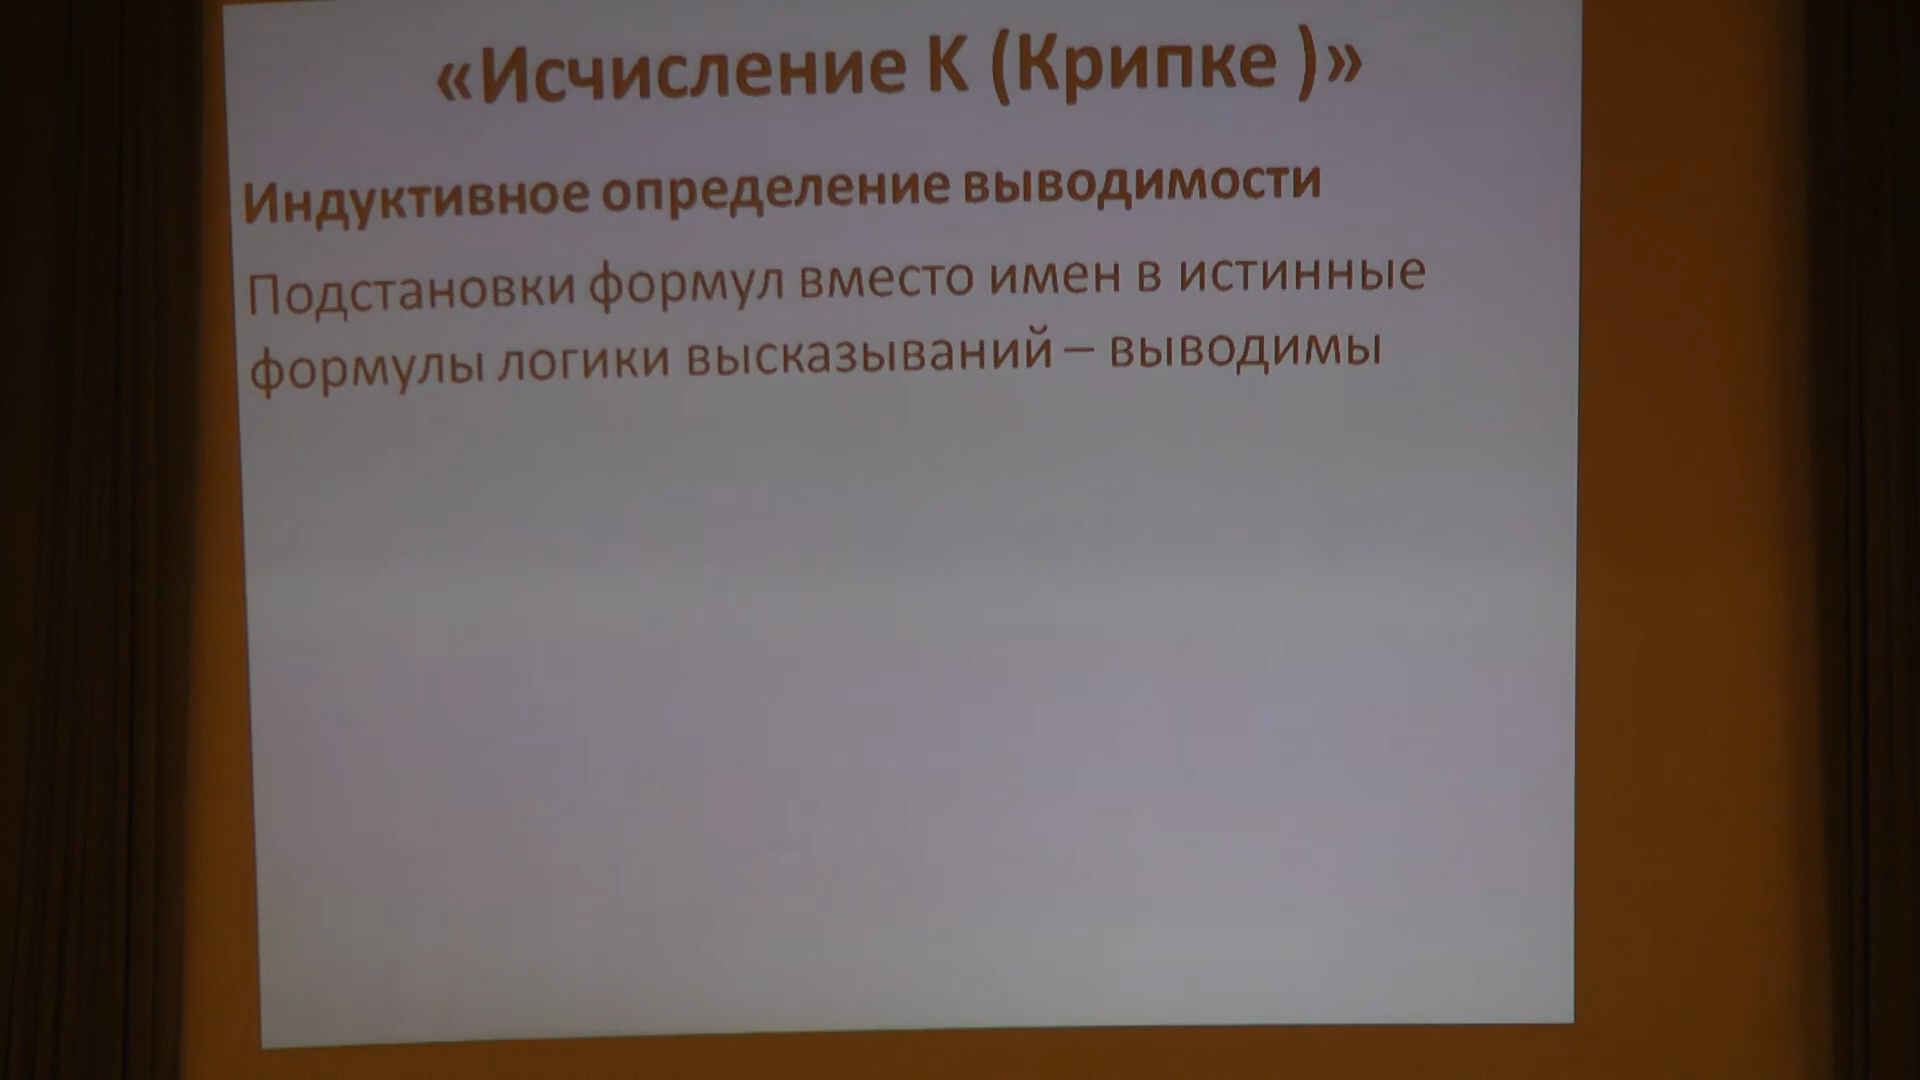 «Исчисление К (Крипке )»
Индуктивное определение выводимости
Подстановки формул вместо имен в истинные
формулы логики высказываний – выводимы